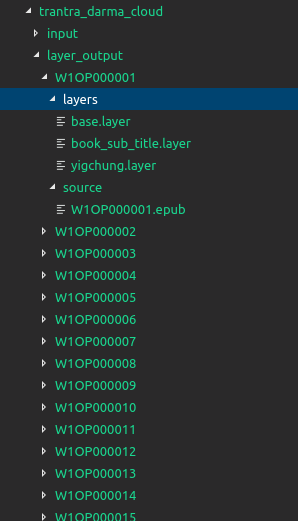 trantra_darma_cloud
input
layer_output
W1OP000001
layers
base.layer
book_sub_title.layer
yigchung.layer
source
W1OP000001.epub
W1OP000002
W1OP000003
W1OP000004
W1OP000005
W1OP000006
W1OP000007
W1OP000008
W1OP000009
W1OP000010
W1OP000011
W1OP000012
W1OP000013
W1OP000014
W1OP000015